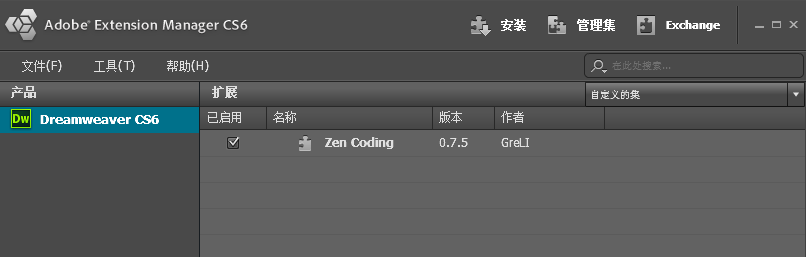 Adobe® Extension Manager CS6 安装 管理集 Exchange
文件(F) 工具(T) 帮助(H) 在此处搜索...
产品 扩展 自定义的集
Dw Dreamweaver CS6 已启用 名称 版本 作者
Zen Coding 0.7.5 GreLI